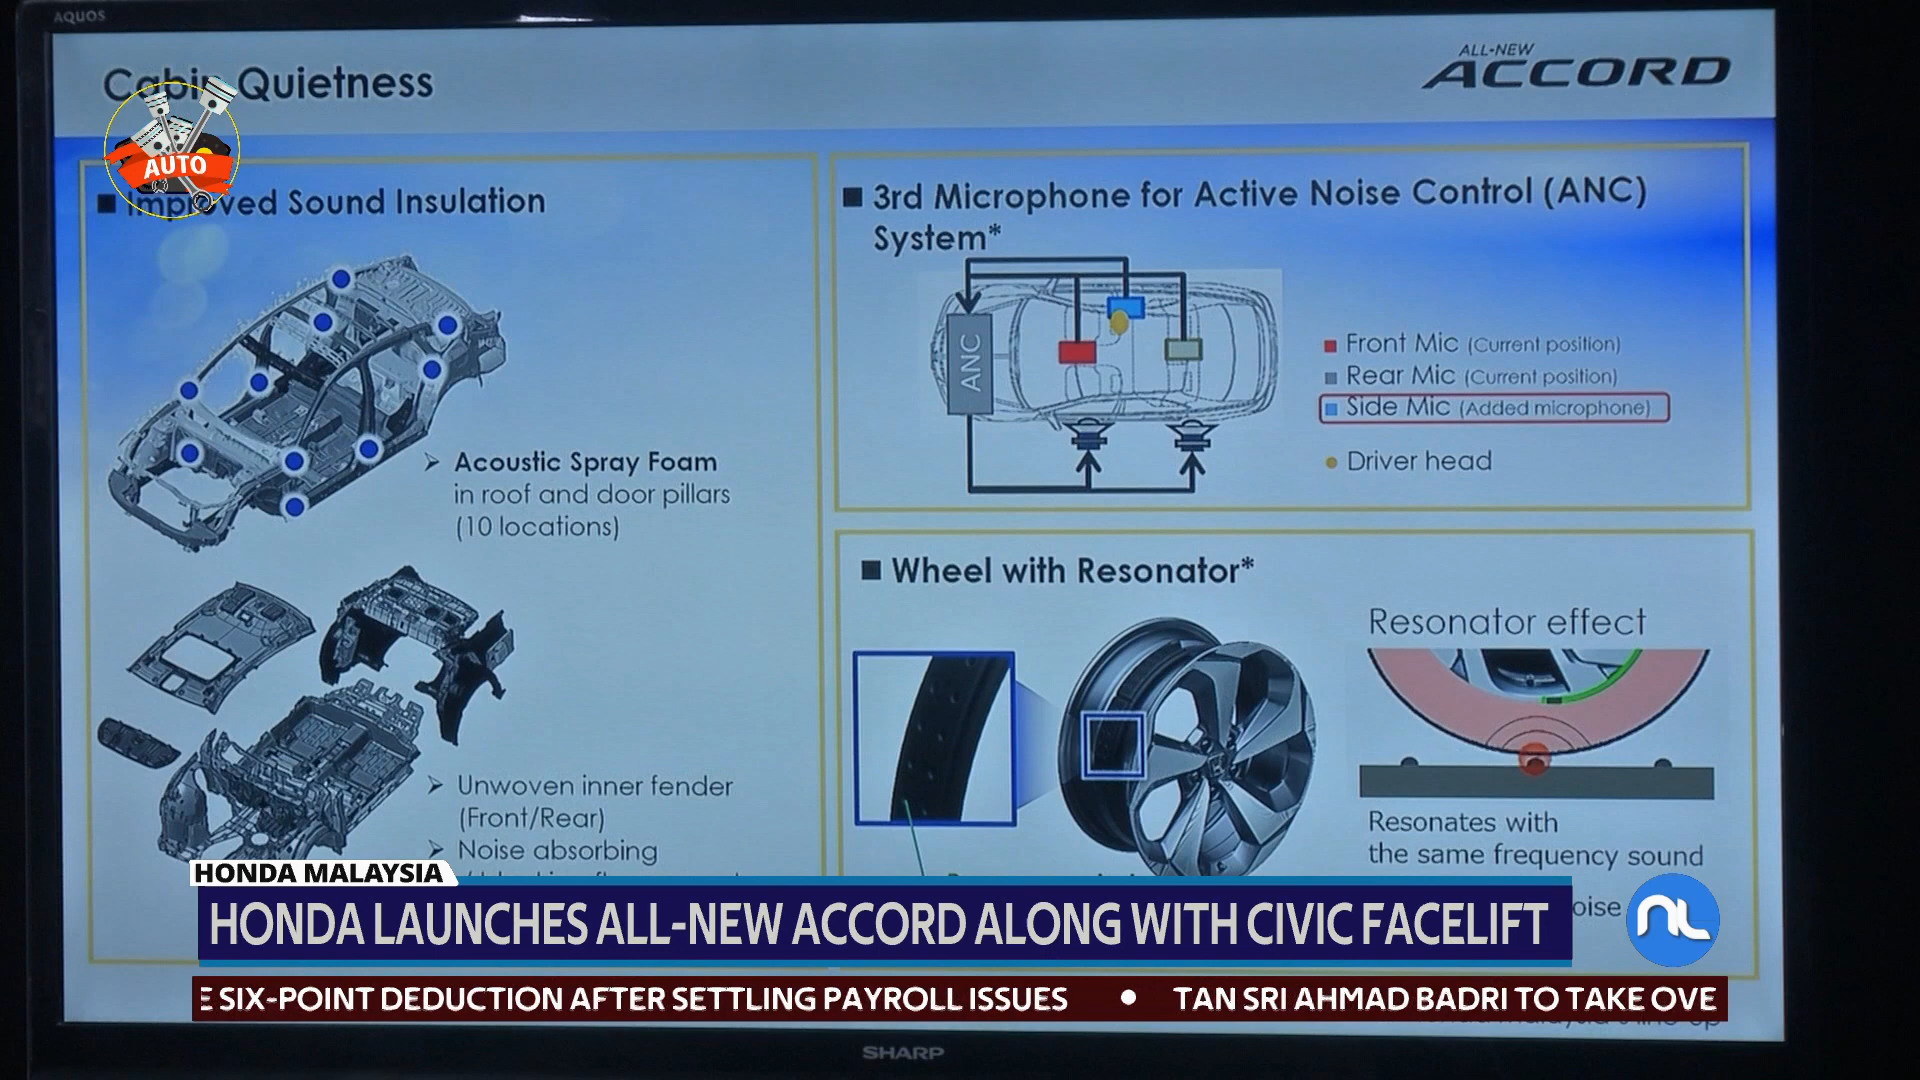 AQUOS
Cabin Quietness
ALL-NEW
ACCORD
AUTO
■ Improved Sound Insulation
➢ Acoustic Spray Foam
in roof and door pillars
(10 locations)
➢ Unwoven inner fender
(Front/Rear)
➢ Noise absorbing
■ 3rd Microphone for Active Noise Control (ANC)
System*
ANC
Front Mic (Current position)
Rear Mic (Current position)
Side Mic (Added microphone)
Driver head
■ Wheel with Resonator*
Resonator effect
Resonates with
the same frequency sound
HONDA MALAYSIA
HONDA LAUNCHES ALL-NEW ACCORD ALONG WITH CIVIC FACELIFT
NL
E SIX-POINT DEDUCTION AFTER SETTLING PAYROLL ISSUES • TAN SRI AHMAD BADRI TO TAKE OVE
SHARP